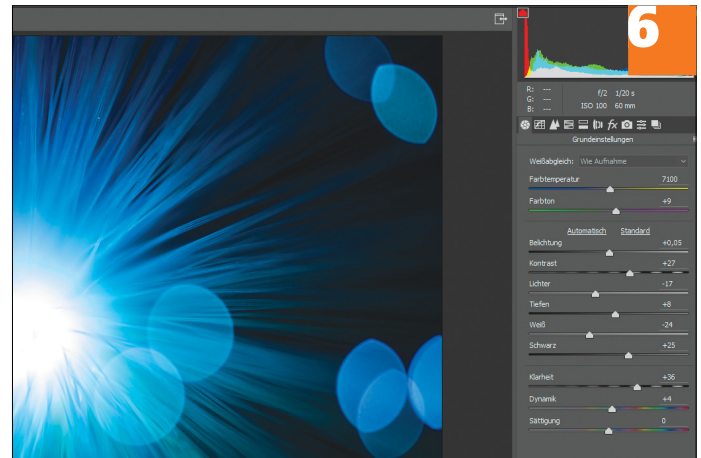 6
R: --- f/2 1/20 s
G: ---
B: --- ISO 100 60 mm
fx
Grundeinstellungen
Weißabgleich: Wie Aufnahme
Farbtemperatur 7100
Farbton +9
Automatisch Standard
Belichtung +0,05
Kontrast +27
Lichter -17
Tiefen +8
Weiß -24
Schwarz +25
Klarheit +36
Dynamik +4
Sättigung 0